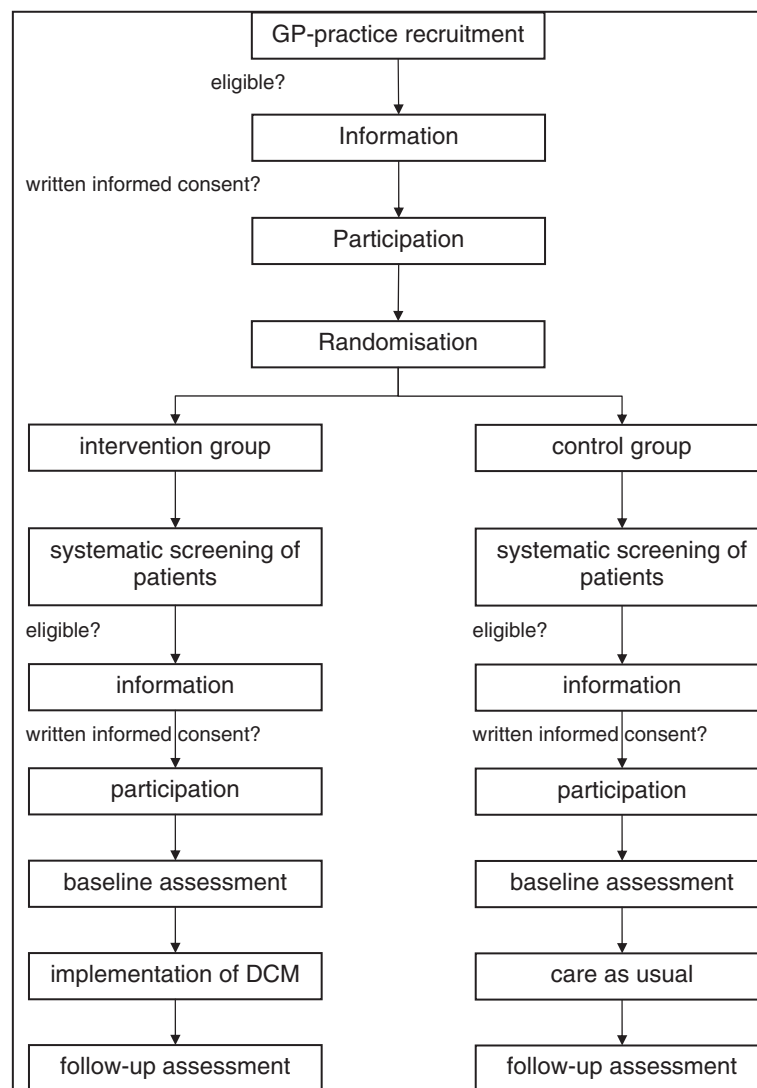 GP-practice recruitment
eligible?
Information
written informed consent?
Participation
Randomisation
intervention group
control group
systematic screening of
patients
systematic screening of
patients
eligible?
eligible?
information
information
written informed consent?
written informed consent?
participation
participation
baseline assessment
baseline assessment
implementation of DCM
care as usual
follow-up assessment
follow-up assessment